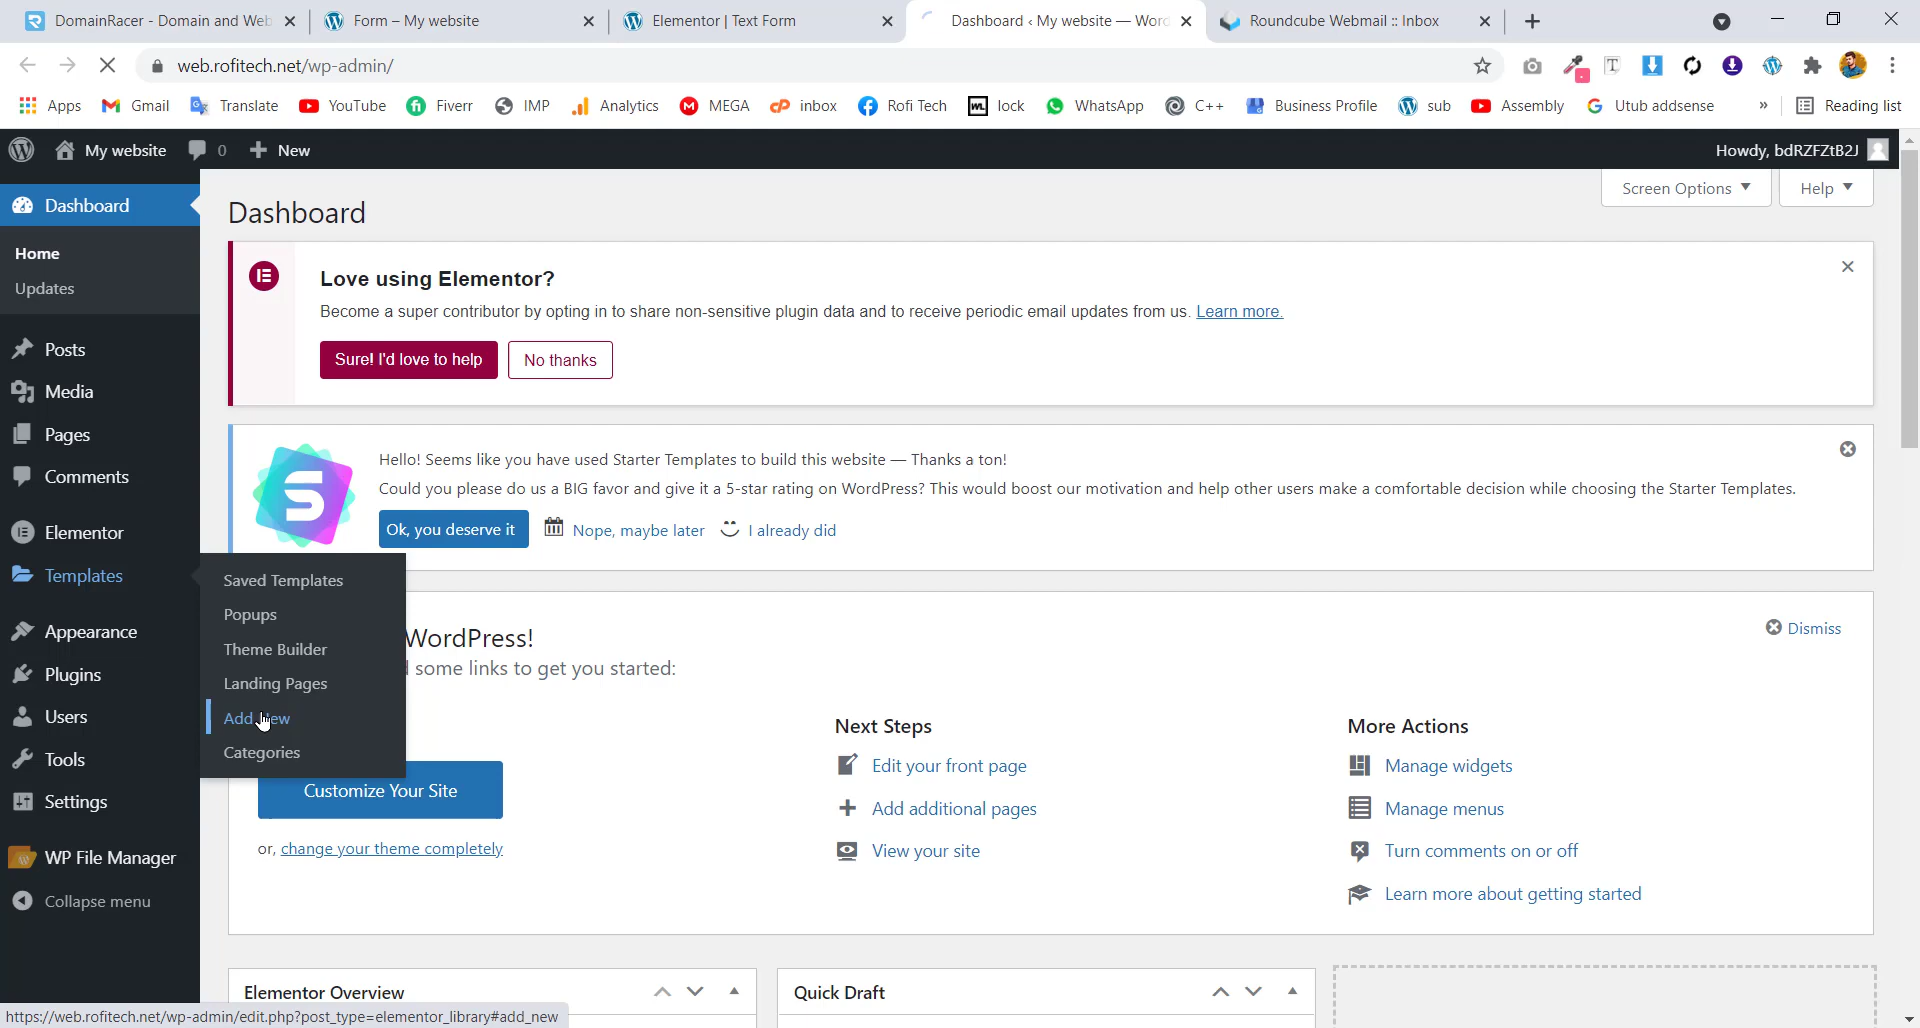 DomainRacer - Domain and Web
Form – My website
Elementor | Text Form
Dashboard ‹ My website — Word
Roundcube Webmail :: Inbox
web.rofitech.net/wp-admin/
Apps
Gmail
Translate
YouTube
Fiverr
IMP
Analytics
MEGA
inbox
Rofi Tech
lock
WhatsApp
C++
Business Profile
sub
Assembly
Utub addsense
»
Reading list
My website
0
New
Howdy, bdRZFZtB2J
Screen Options
Help
Dashboard
Home
Updates
Posts
Media
Pages
Comments
Elementor
Templates
Appearance
Plugins
Users
Tools
Settings
WP File Manager
Collapse menu
Dashboard
Love using Elementor?
Become a super contributor by opting in to share non-sensitive plugin data and to receive periodic email updates from us. Learn more.
Sure! I'd love to help
No thanks
Hello! Seems like you have used Starter Templates to build this website — Thanks a ton!
Could you please do us a BIG favor and give it a 5-star rating on WordPress? This would boost our motivation and help other users make a comfortable decision while choosing the Starter Templates.
Ok, you deserve it
Nope, maybe later
I already did
Saved Templates
Popups
Theme Builder
Landing Pages
Add New
Categories
WordPress!
some links to get you started:
Dismiss
Customize Your Site
or, change your theme completely
Next Steps
Edit your front page
Add additional pages
View your site
More Actions
Manage widgets
Manage menus
Turn comments on or off
Learn more about getting started
Elementor Overview
Quick Draft
https://web.rofitech.net/wp-admin/edit.php?post_type=elementor_library#add_new